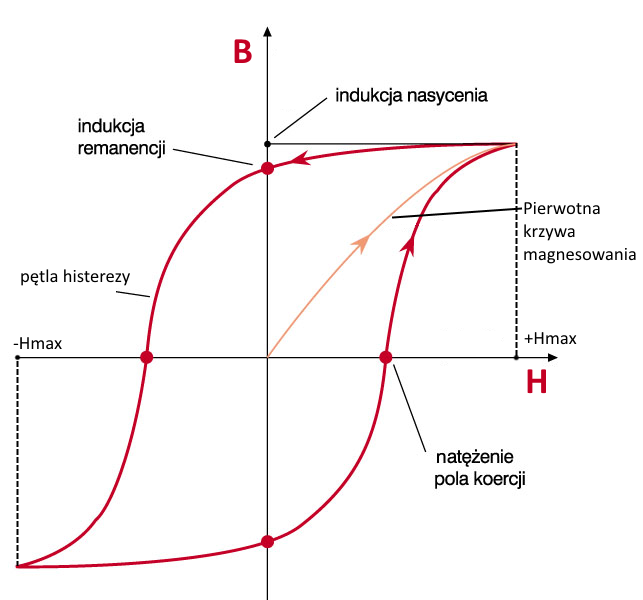 B
indukcja nasycenia
indukcja
remanencji
Pierwotna
krzywa
magnesowania
pętla histerezy
-Hmax
+Hmax
H
natężenie
pola koercji